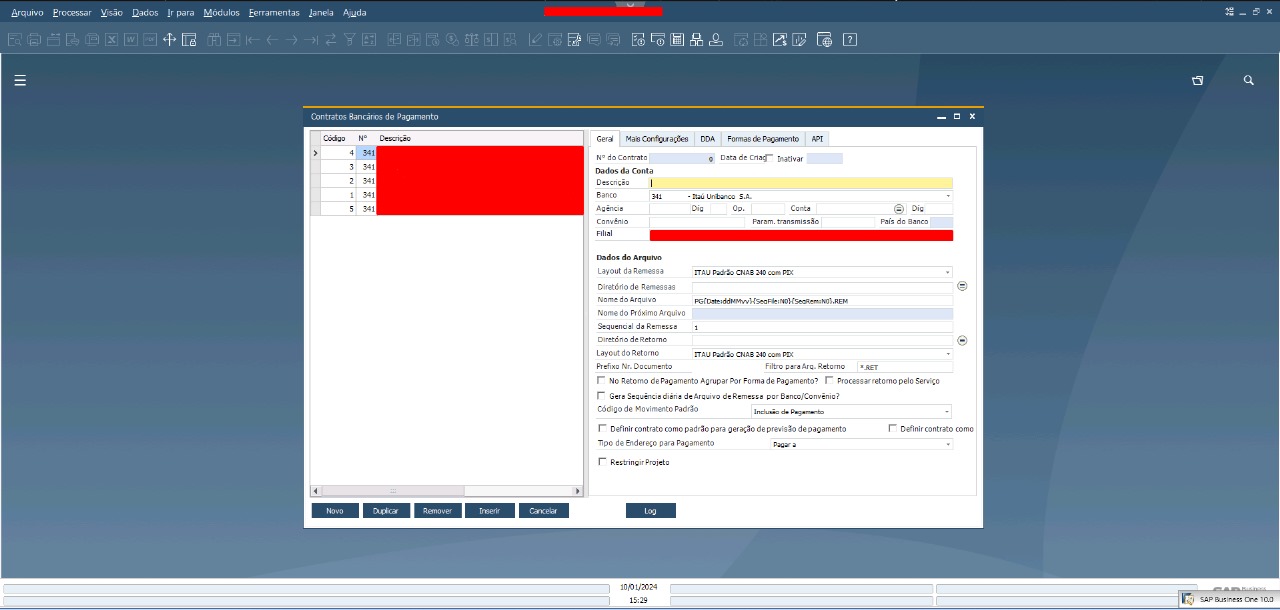 Arquivo Processar Visão Dados Ir para Módulos Ferramentas Janela Ajuda
Contratos Bancários de Pagamento
Código Nº Descrição
4 341
3 341
2 341
1 341
5 341
Geral Mais Configurações DDA Formas de Pagamento API
Nº do Contrato 0 Data de Criaç Inativar
Dados da Conta
Descrição
Banco 341 - Itaú Unibanco S.A.
Agência Dig Op. Conta Dig
Convênio Param. transmissão País do Banco
Filial
Dados do Arquivo
Layout da Remessa ITAU Padrão CNAB 240 com PIX
Diretório de Remessas
Nome do Arquivo PG{Date:ddMMyy}{SeqFile:N0}{SeqRem:N0}.REM
Nome do Próximo Arquivo
Sequencial da Remessa 1
Diretório de Retorno
Layout do Retorno ITAU Padrão CNAB 240 com PIX
Prefixo Nr. Documento Filtro para Arq. Retorno *.RET
No Retorno de Pagamento Agrupar Por Forma de Pagamento? Processar retorno pelo Serviço
Gera Sequência diária de Arquivo de Remessa por Banco/Convênio?
Código de Movimento Padrão Inclusão de Pagamento
Definir contrato como padrão para geração de previsão de pagamento Definir contrato como
Tipo de Endereço para Pagamento Pagar a
Restringir Projeto
Novo Duplicar Remover Inserir Cancelar Log
10/01/2024
15:29
SAP Business One 10.0